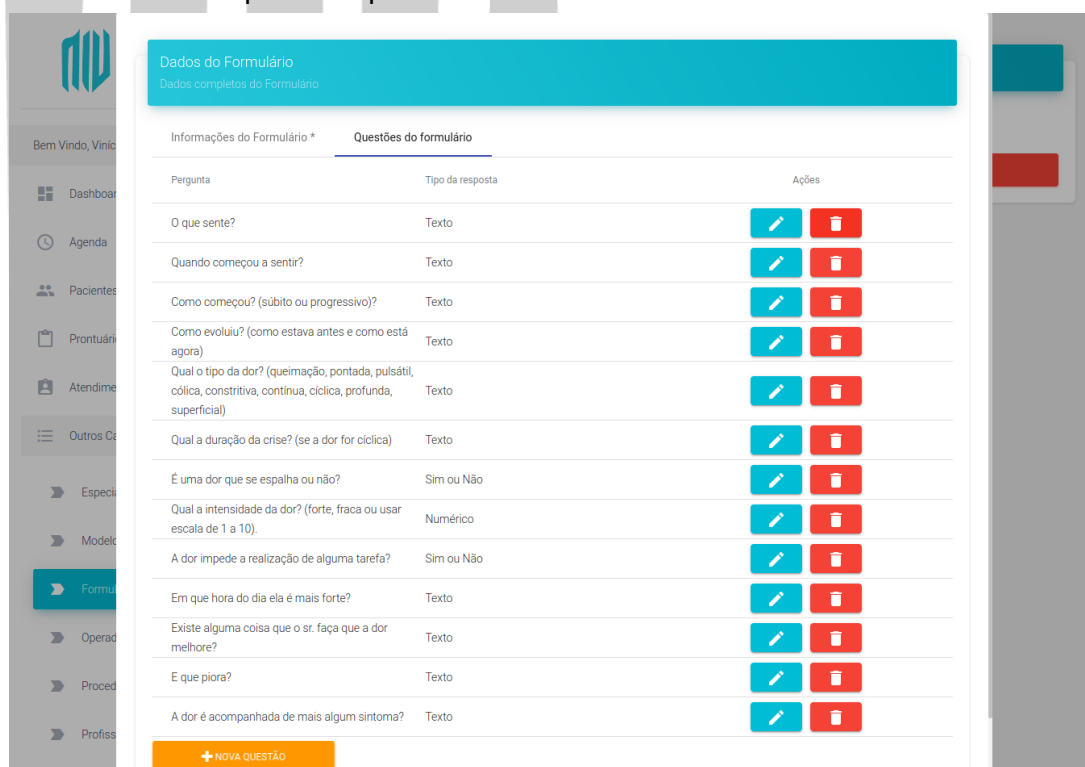 Dados do Formulário
Dados completos do Formulário
Informações do Formulário *
Questões do formulário
Bem Vindo, Viníc
Dashboar
Agenda
Pacientes
Prontuári
Atendime
Outros Ca
Especia
Modelo
Formul
Operad
Proced
Profiss
Pergunta
Tipo da resposta
Ações
O que sente?
Texto
Quando começou a sentir?
Texto
Como começou? (súbito ou progressivo)?
Texto
Como evoluiu? (como estava antes e como está
agora)
Texto
Qual o tipo da dor? (queimação, pontada, pulsátil,
cólica, constritiva, contínua, cíclica, profunda,
superficial)
Texto
Qual a duração da crise? (se a dor for cíclica)
Texto
É uma dor que se espalha ou não?
Sim ou Não
Qual a intensidade da dor? (forte, fraca ou usar
escala de 1 a 10).
Numérico
A dor impede a realização de alguma tarefa?
Sim ou Não
Em que hora do dia ela é mais forte?
Texto
Existe alguma coisa que o sr. faça que a dor
melhore?
Texto
E que piora?
Texto
A dor é acompanhada de mais algum sintoma?
Texto
NOVA QUESTÃO